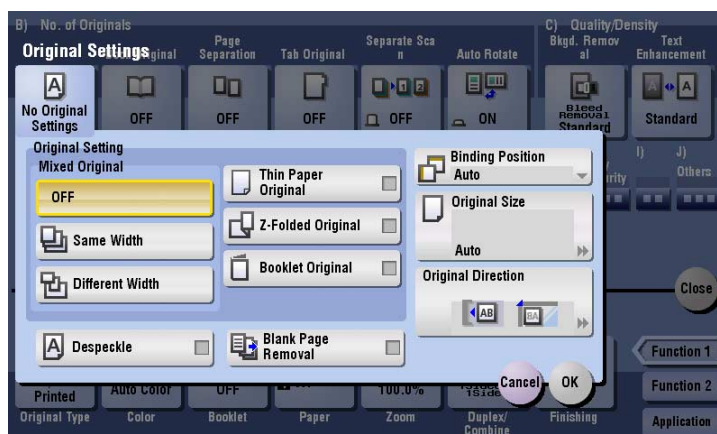 B) No. of Originals
C) Quality/Density
Original Settings
Original
Page
Separation
Tab Original
Separate Sca
n
Auto Rotate
Bkgd. Remov
al
Text
Enhancement
No Original
Settings
OFF
OFF
OFF
OFF
ON
Bleed
Removal
Standard
Standard
Original Setting
Mixed Original
OFF
Same Width
Different Width
Thin Paper
Original
Z-Folded Original
Booklet Original
Binding Position
Auto
Original Size
Auto
Original Direction
AB
BA
I)
J)
Others
Close
Despeckle
Blank Page
Removal
Cancel
OK
Function 1
Function 2
Application
Printed
Auto Color
OFF
100.0%
Original Type
Color
Booklet
Paper
Zoom
Duplex/
Combine
Finishing